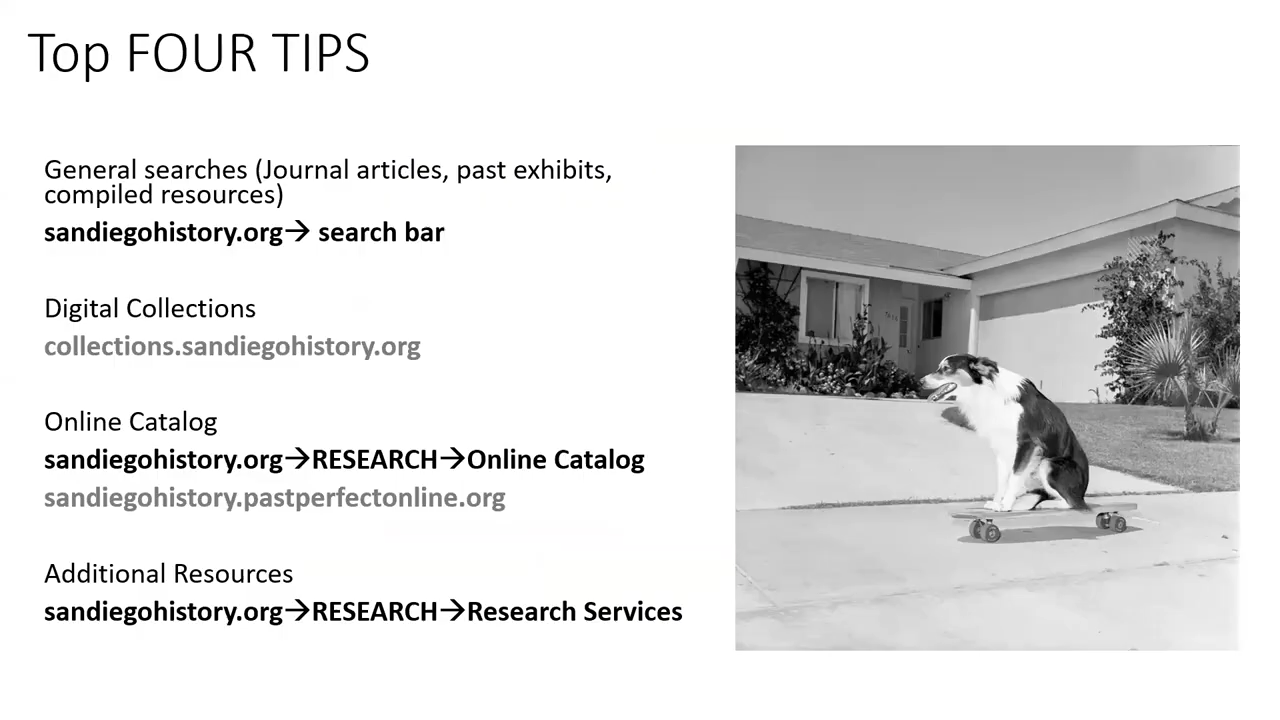 Top FOUR TIPS
General searches (Journal articles, past exhibits,
compiled resources)
sandiegohistory.org→ search bar
Digital Collections
collections.sandiegohistory.org
Online Catalog
sandiegohistory.org→RESEARCH→Online Catalog
sandiegohistory.pastperfectonline.org
Additional Resources
sandiegohistory.org→RESEARCH→Research Services